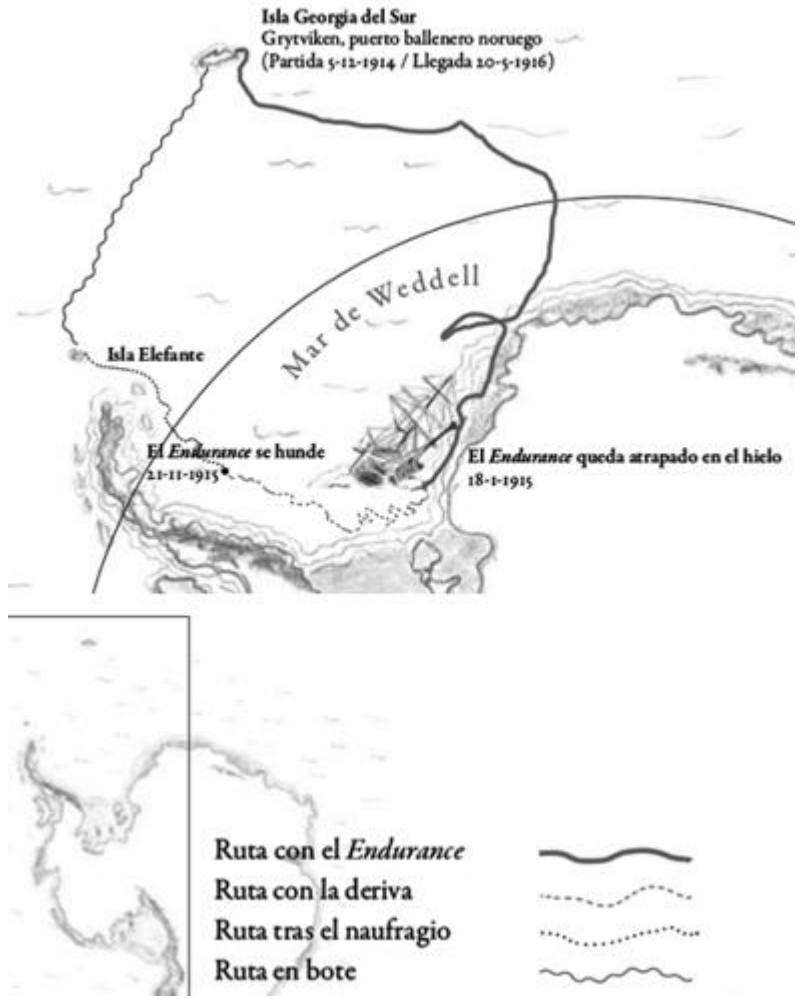 Isla Georgia del Sur
Grytviken, puerto ballenero noruego
(Partida 5-12-1914 / Llegada 20-5-1916)
Mar de Weddell
Isla Elefante
El Endurance se hunde
21-11-1915
El Endurance queda atrapado en el hielo
18-1-1915
Ruta con el Endurance
Ruta con la deriva
Ruta tras el naufragio
Ruta en bote